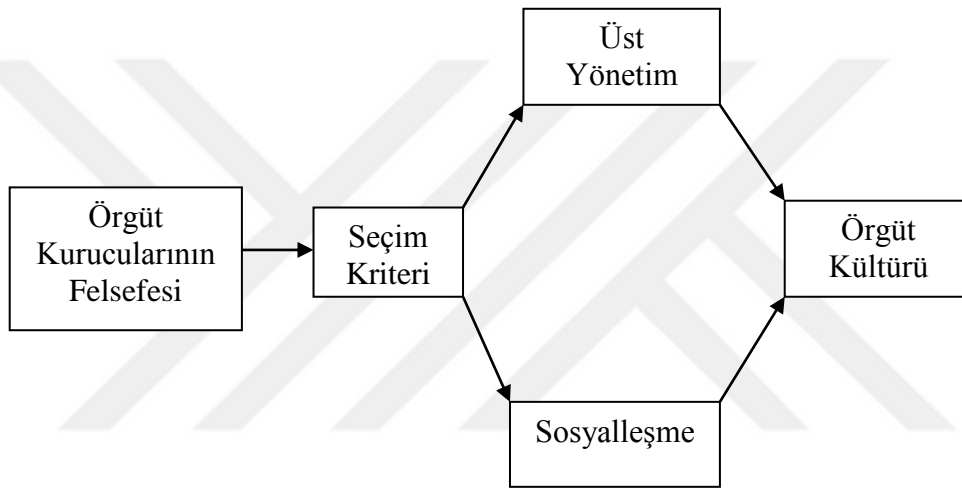 Örgüt
Kurucularının
Felsefesi
Seçim
Kriteri
Üst
Yönetim
Sosyalleşme
Örgüt
Kültürü